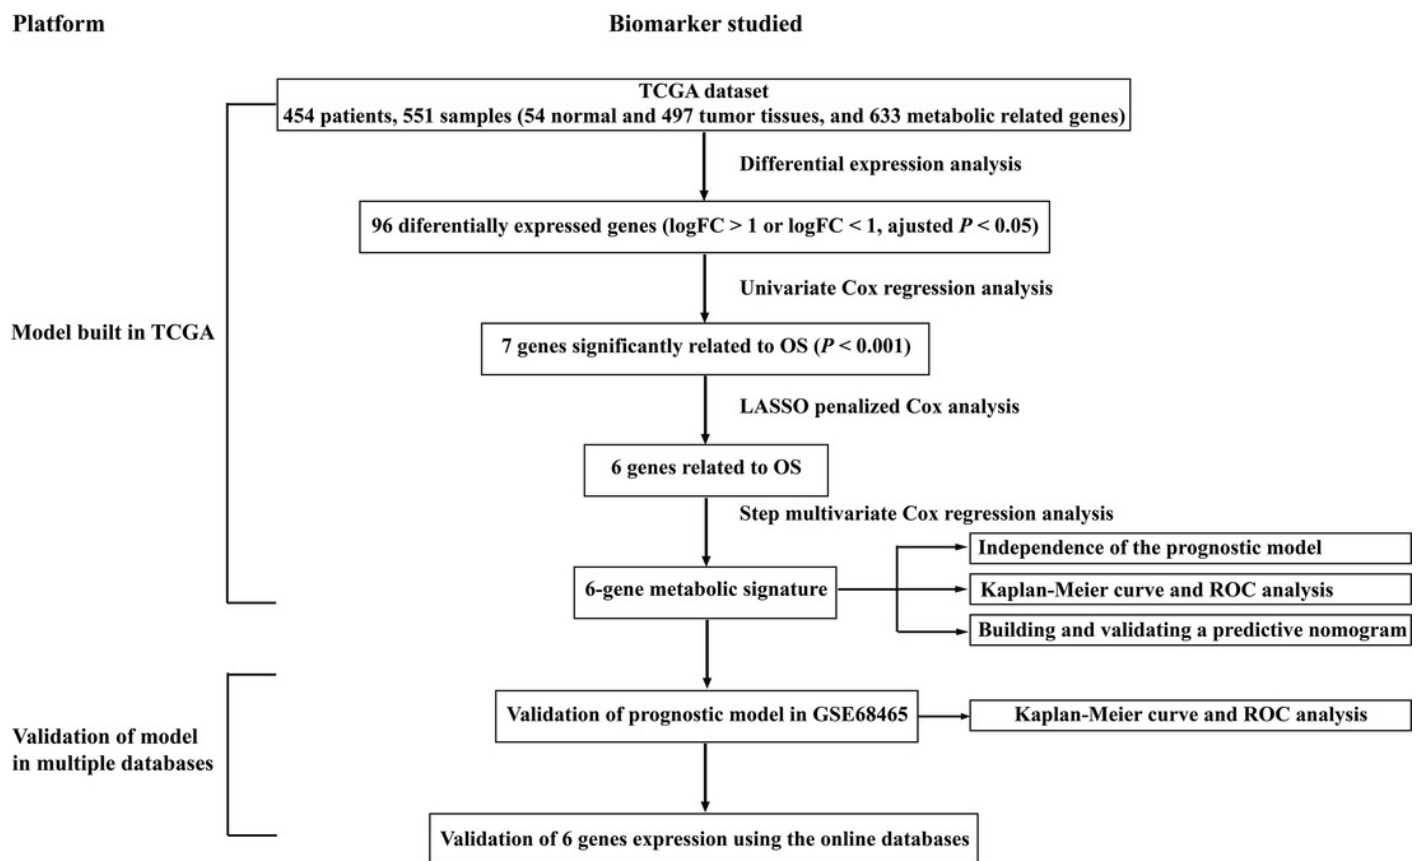 Platform
Biomarker studied
TCGA dataset
454 patients, 551 samples (54 normal and 497 tumor tissues, and 633 metabolic related genes)
Differential expression analysis
96 diferentially expressed genes (logFC > 1 or logFC < 1, ajusted P < 0.05)
Univariate Cox regression analysis
Model built in TCGA
7 genes significantly related to OS (P < 0.001)
LASSO penalized Cox analysis
6 genes related to OS
Step multivariate Cox regression analysis
6-gene metabolic signature
Independence of the prognostic model
Kaplan-Meier curve and ROC analysis
Building and validating a predictive nomogram
Validation of model
in multiple databases
Validation of prognostic model in GSE68465
Kaplan-Meier curve and ROC analysis
Validation of 6 genes expression using the online databases